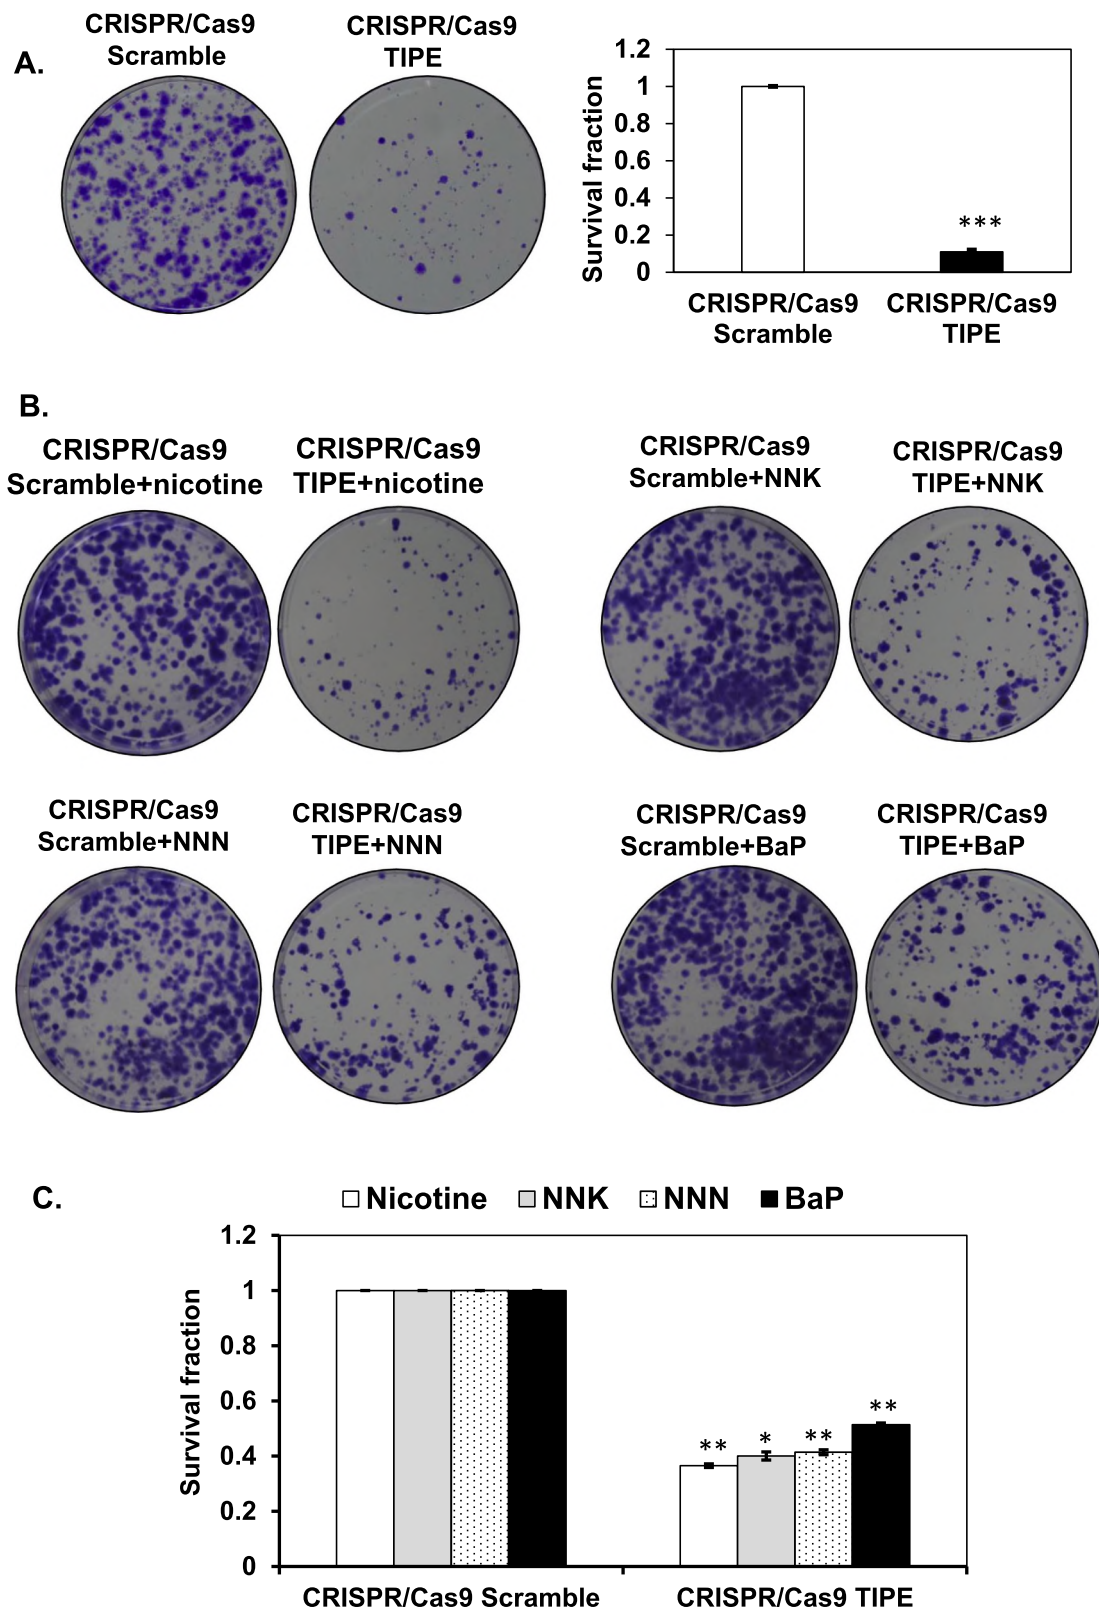 A.
CRISPR/Cas9
Scramble
CRISPR/Cas9
TIPE
Survival fraction
1.2
1
0.8
0.6
0.4
0.2
0
***
CRISPR/Cas9
Scramble
CRISPR/Cas9
TIPE
B.
CRISPR/Cas9
Scramble+nicotine
CRISPR/Cas9
TIPE+nicotine
CRISPR/Cas9
Scramble+NNK
CRISPR/Cas9
TIPE+NNK
CRISPR/Cas9
Scramble+NNN
CRISPR/Cas9
TIPE+NNN
CRISPR/Cas9
Scramble+BaP
CRISPR/Cas9
TIPE+BaP
C.
Nicotine NNK NNN BaP
Survival fraction
1.2
1
0.8
0.6
0.4
0.2
0
** * ** **
CRISPR/Cas9 Scramble CRISPR/Cas9 TIPE